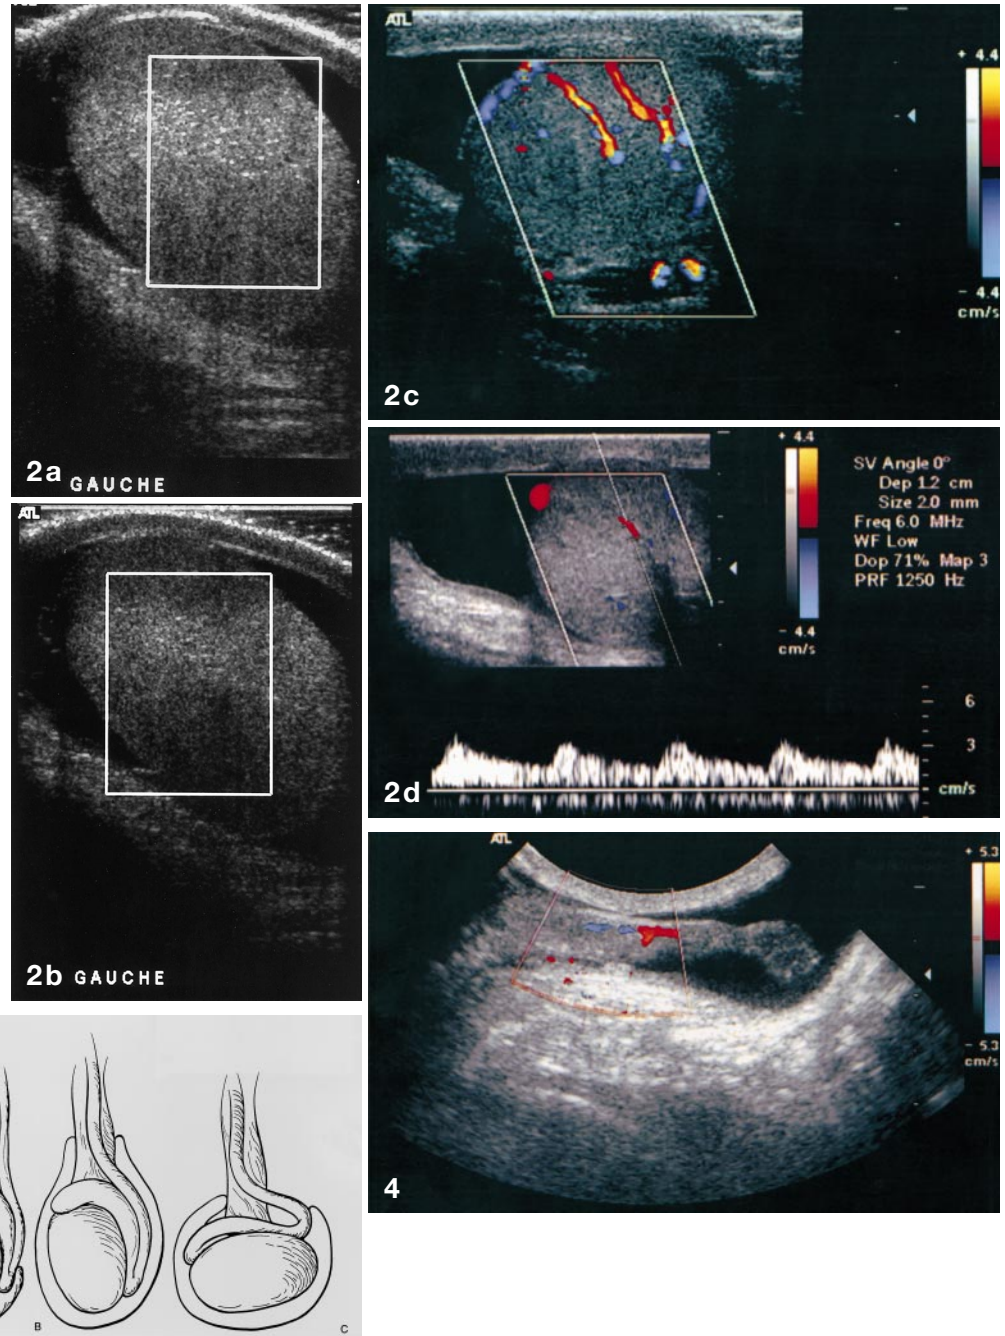 2a GAUCHE
ATL
2b GAUCHE
B
C
ATL
+ 4.4
- 4.4
cm/s
2c
+ 4.4
- 4.4
cm/s
SV Angle 0°
Dep 1.2 cm
Size 2.0 mm
Freq 6.0 MHz
WF Low
Dop 71% Map 3
PRF 1250 Hz
6
3
cm/s
2d
ATL
+ 5.3
- 5.3
cm/s
4